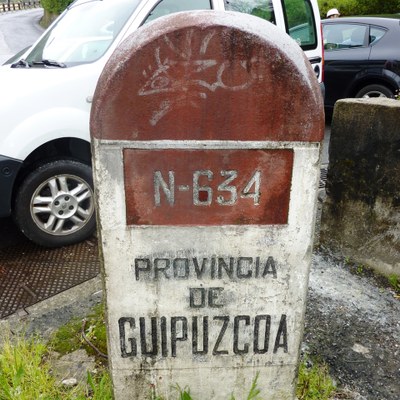 N-634
PROVINCIA
DE
GUIPUZCOA